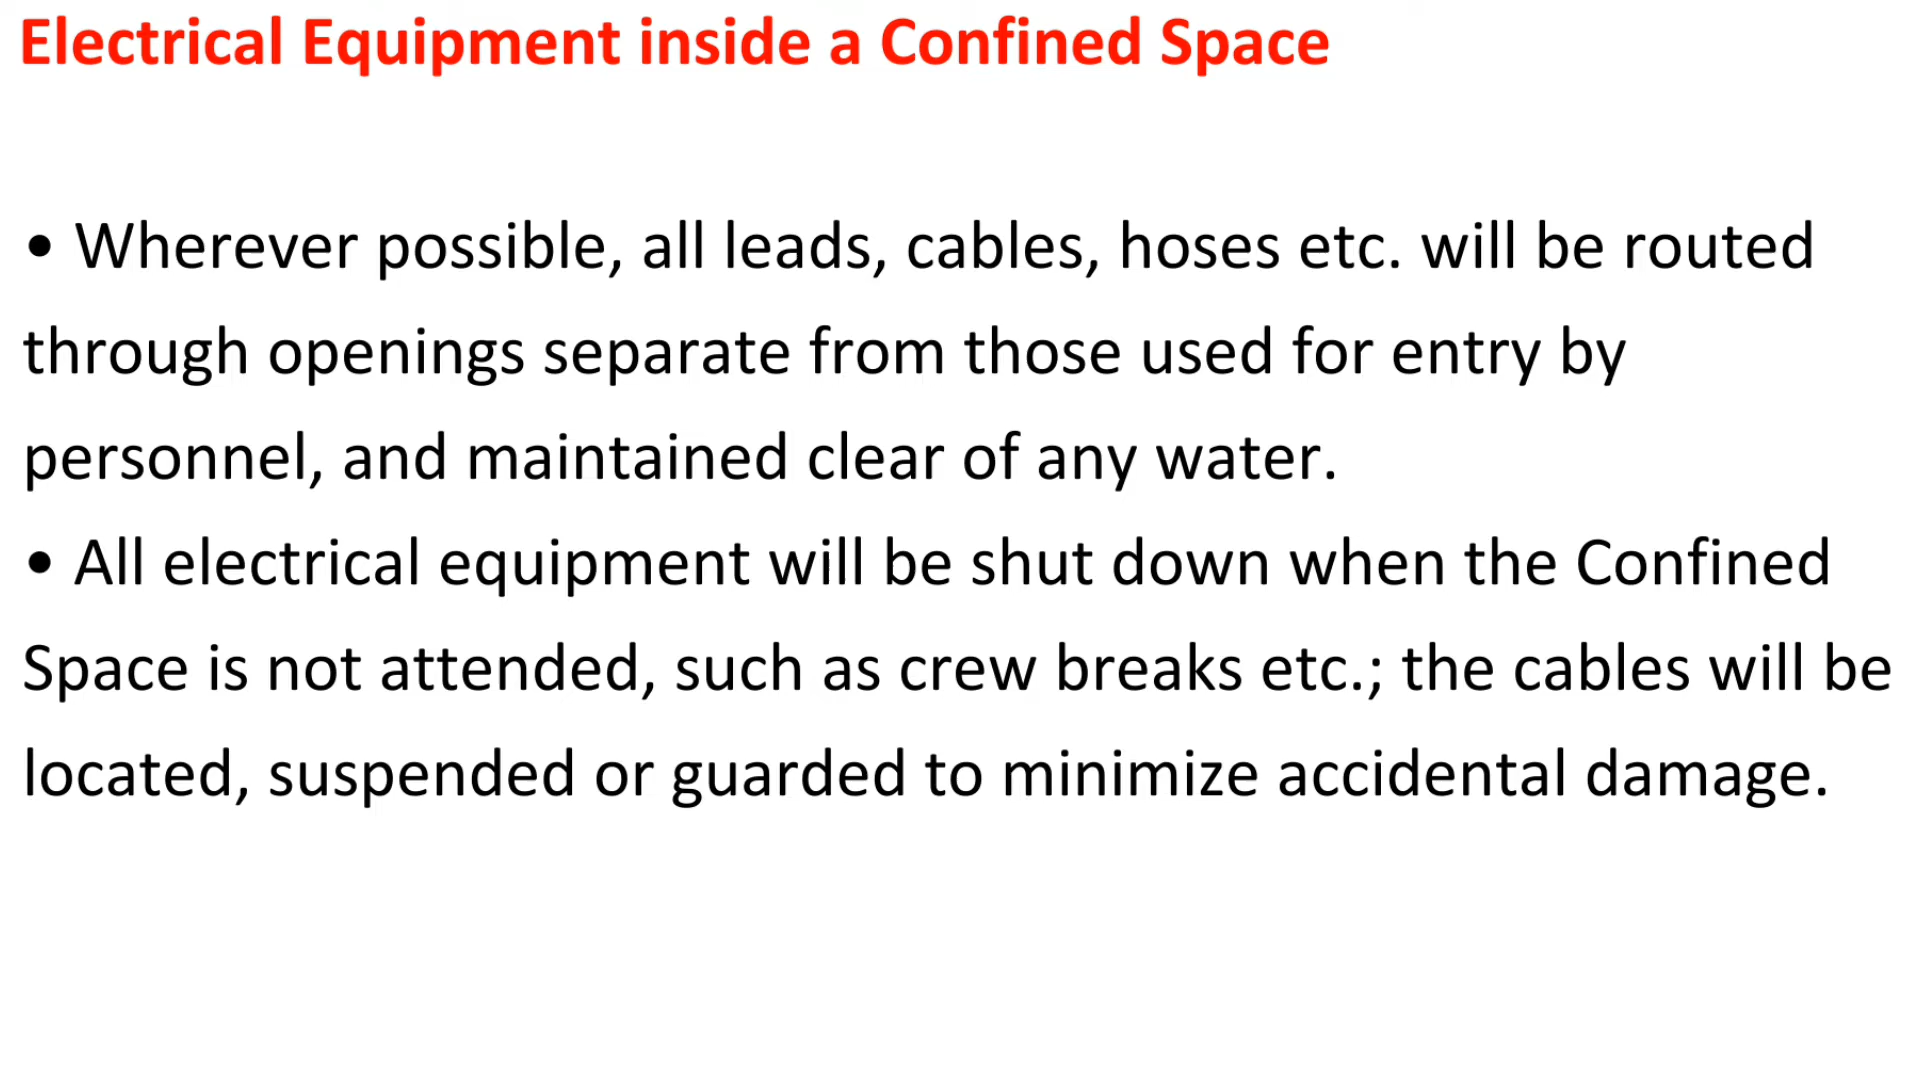 Electrical Equipment inside a Confined Space
• Wherever possible, all leads, cables, hoses etc. will be routed
through openings separate from those used for entry by
personnel, and maintained clear of any water.
• All electrical equipment will be shut down when the Confined
Space is not attended, such as crew breaks etc.; the cables will be
located, suspended or guarded to minimize accidental damage.